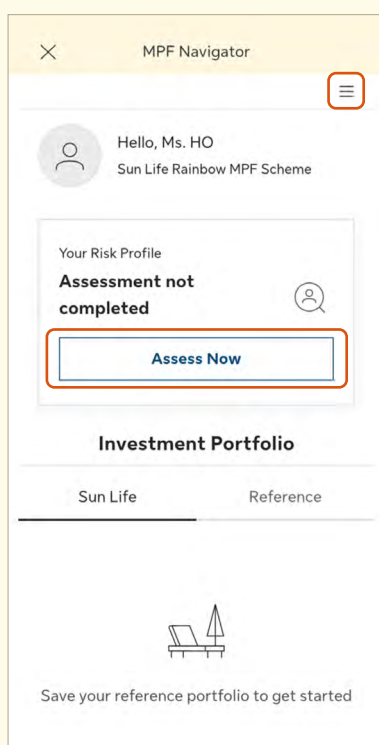 MPF Navigator
Hello, Ms. HO
Sun Life Rainbow MPF Scheme
Your Risk Profile
Assessment not
completed
Assess Now
Investment Portfolio
Sun Life
Reference
Save your reference portfolio to get started